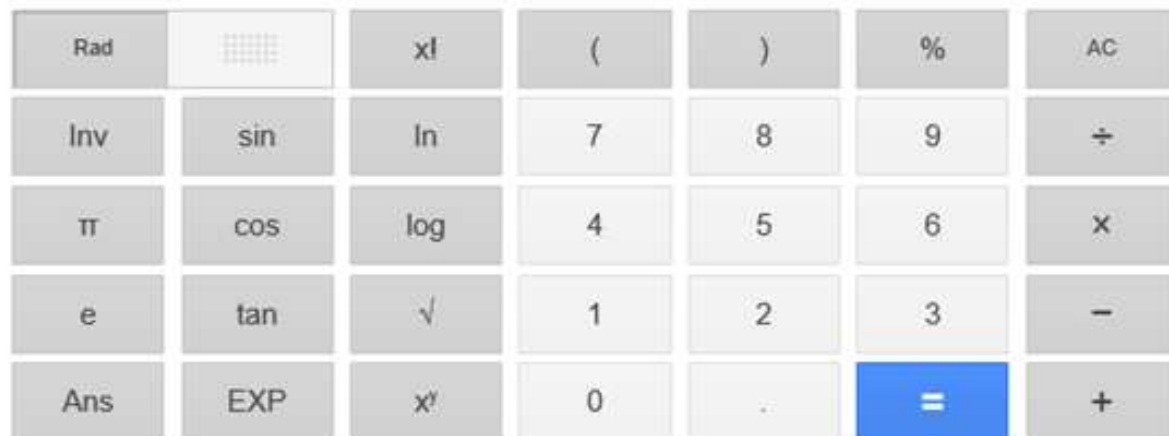 Rad x! ( ) % AC
Inv sin ln 7 8 9 ÷
π cos log 4 5 6 ×
e tan √ 1 2 3 −
Ans EXP xʸ 0 . = +